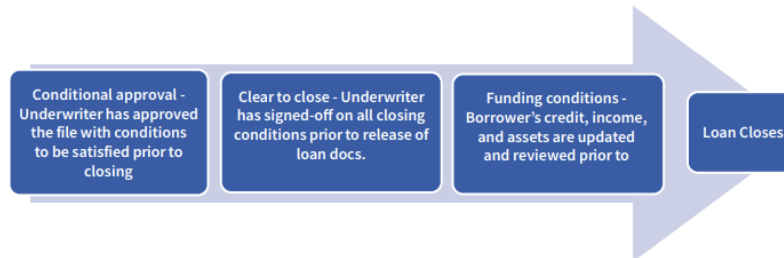 Conditional approval -
Underwriter has approved
the file with conditions
to be satisfied prior to
closing
Clear to close - Underwriter
has signed-off on all closing
conditions prior to release of
loan docs.
Funding conditions -
Borrower's credit, income,
and assets are updated
and reviewed prior to
Loan Closes